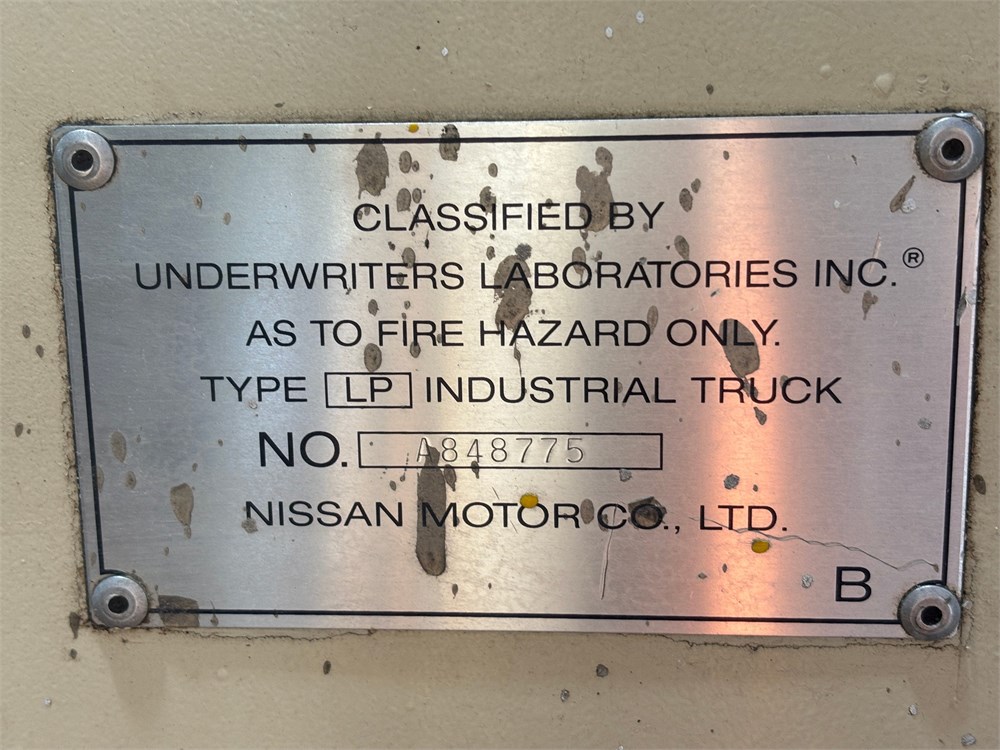 CLASSIFIED BY
UNDERWRITERS LABORATORIES INC.®
AS TO FIRE HAZARD ONLY.
TYPE LP INDUSTRIAL TRUCK
NO. A848775
NISSAN MOTOR CO., LTD.
B